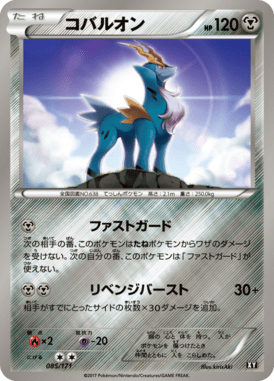 たね コバルオン HP120
全国図鑑NO.638 てっしんポケモン 高さ：2.1m 重さ：250.0kg
ファストガード
次の相手の番、このポケモンはたねポケモンからワザのダメージ
を受けない。次の自分の番、このポケモンは「ファストガード」が
使えない。
リベンジバースト 30+
相手がすでにとったサイドの枚数×30ダメージを追加。
×2 -20
にげる
085/171
Illus.kirisAki
©2017 Pokémon/Nintendo/Creatures/GAME FREAK.
XY